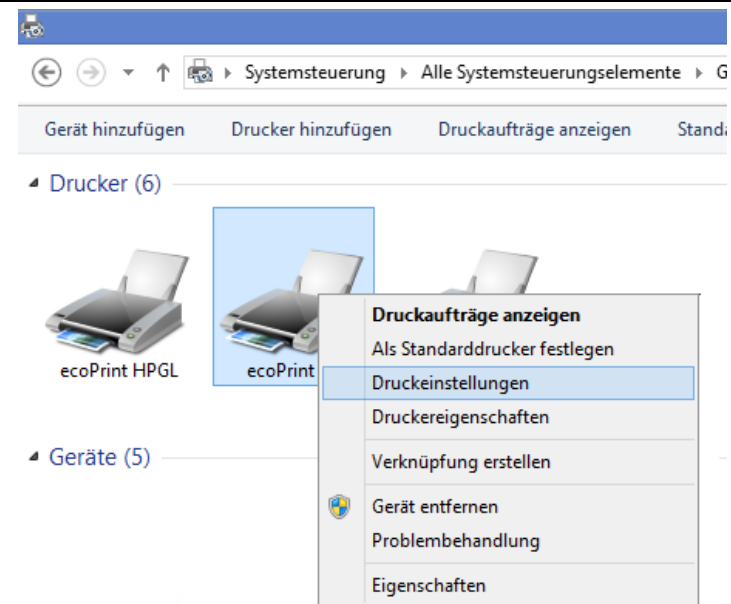 Systemsteuerung ▸ Alle Systemsteuerungselemente ▸ G
Gerät hinzufügen Drucker hinzufügen Druckaufträge anzeigen Standa
Drucker (6)
ecoPrint HPGL ecoPrint
Druckaufträge anzeigen
Als Standarddrucker festlegen
Druckeinstellungen
Druckereigenschaften
Geräte (5)
Verknüpfung erstellen
Gerät entfernen
Problembehandlung
Eigenschaften